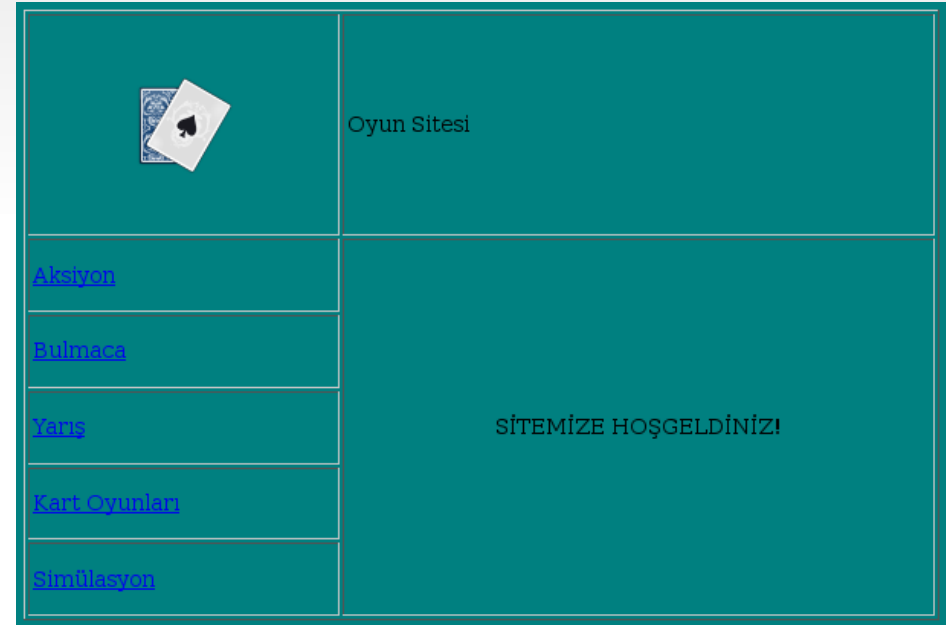 Oyun Sitesi
Aksiyon
Bulmaca
Yarış
SİTEMİZE HOŞGELDİNİZ!
Kart Oyunları
Simülasyon